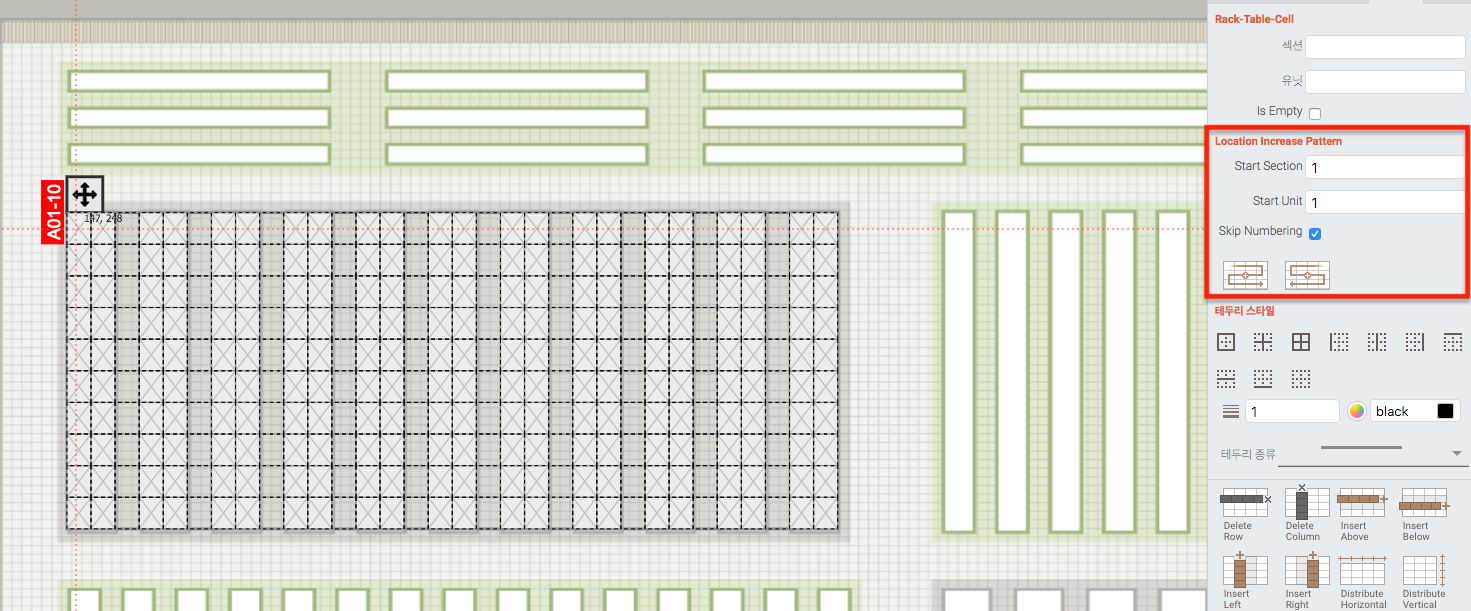 Rack-Table-Cell
섹션
유닛
Is Empty
Location Increase Pattern
Start Section 1
Start Unit 1
Skip Numbering
A01-10
147, 248
테두리 스타일
1 black
테두리 종류
Delete Row
Delete Column
Insert Above
Insert Below
Insert Left
Insert Right
Distribute Horizontal
Distribute Vertical